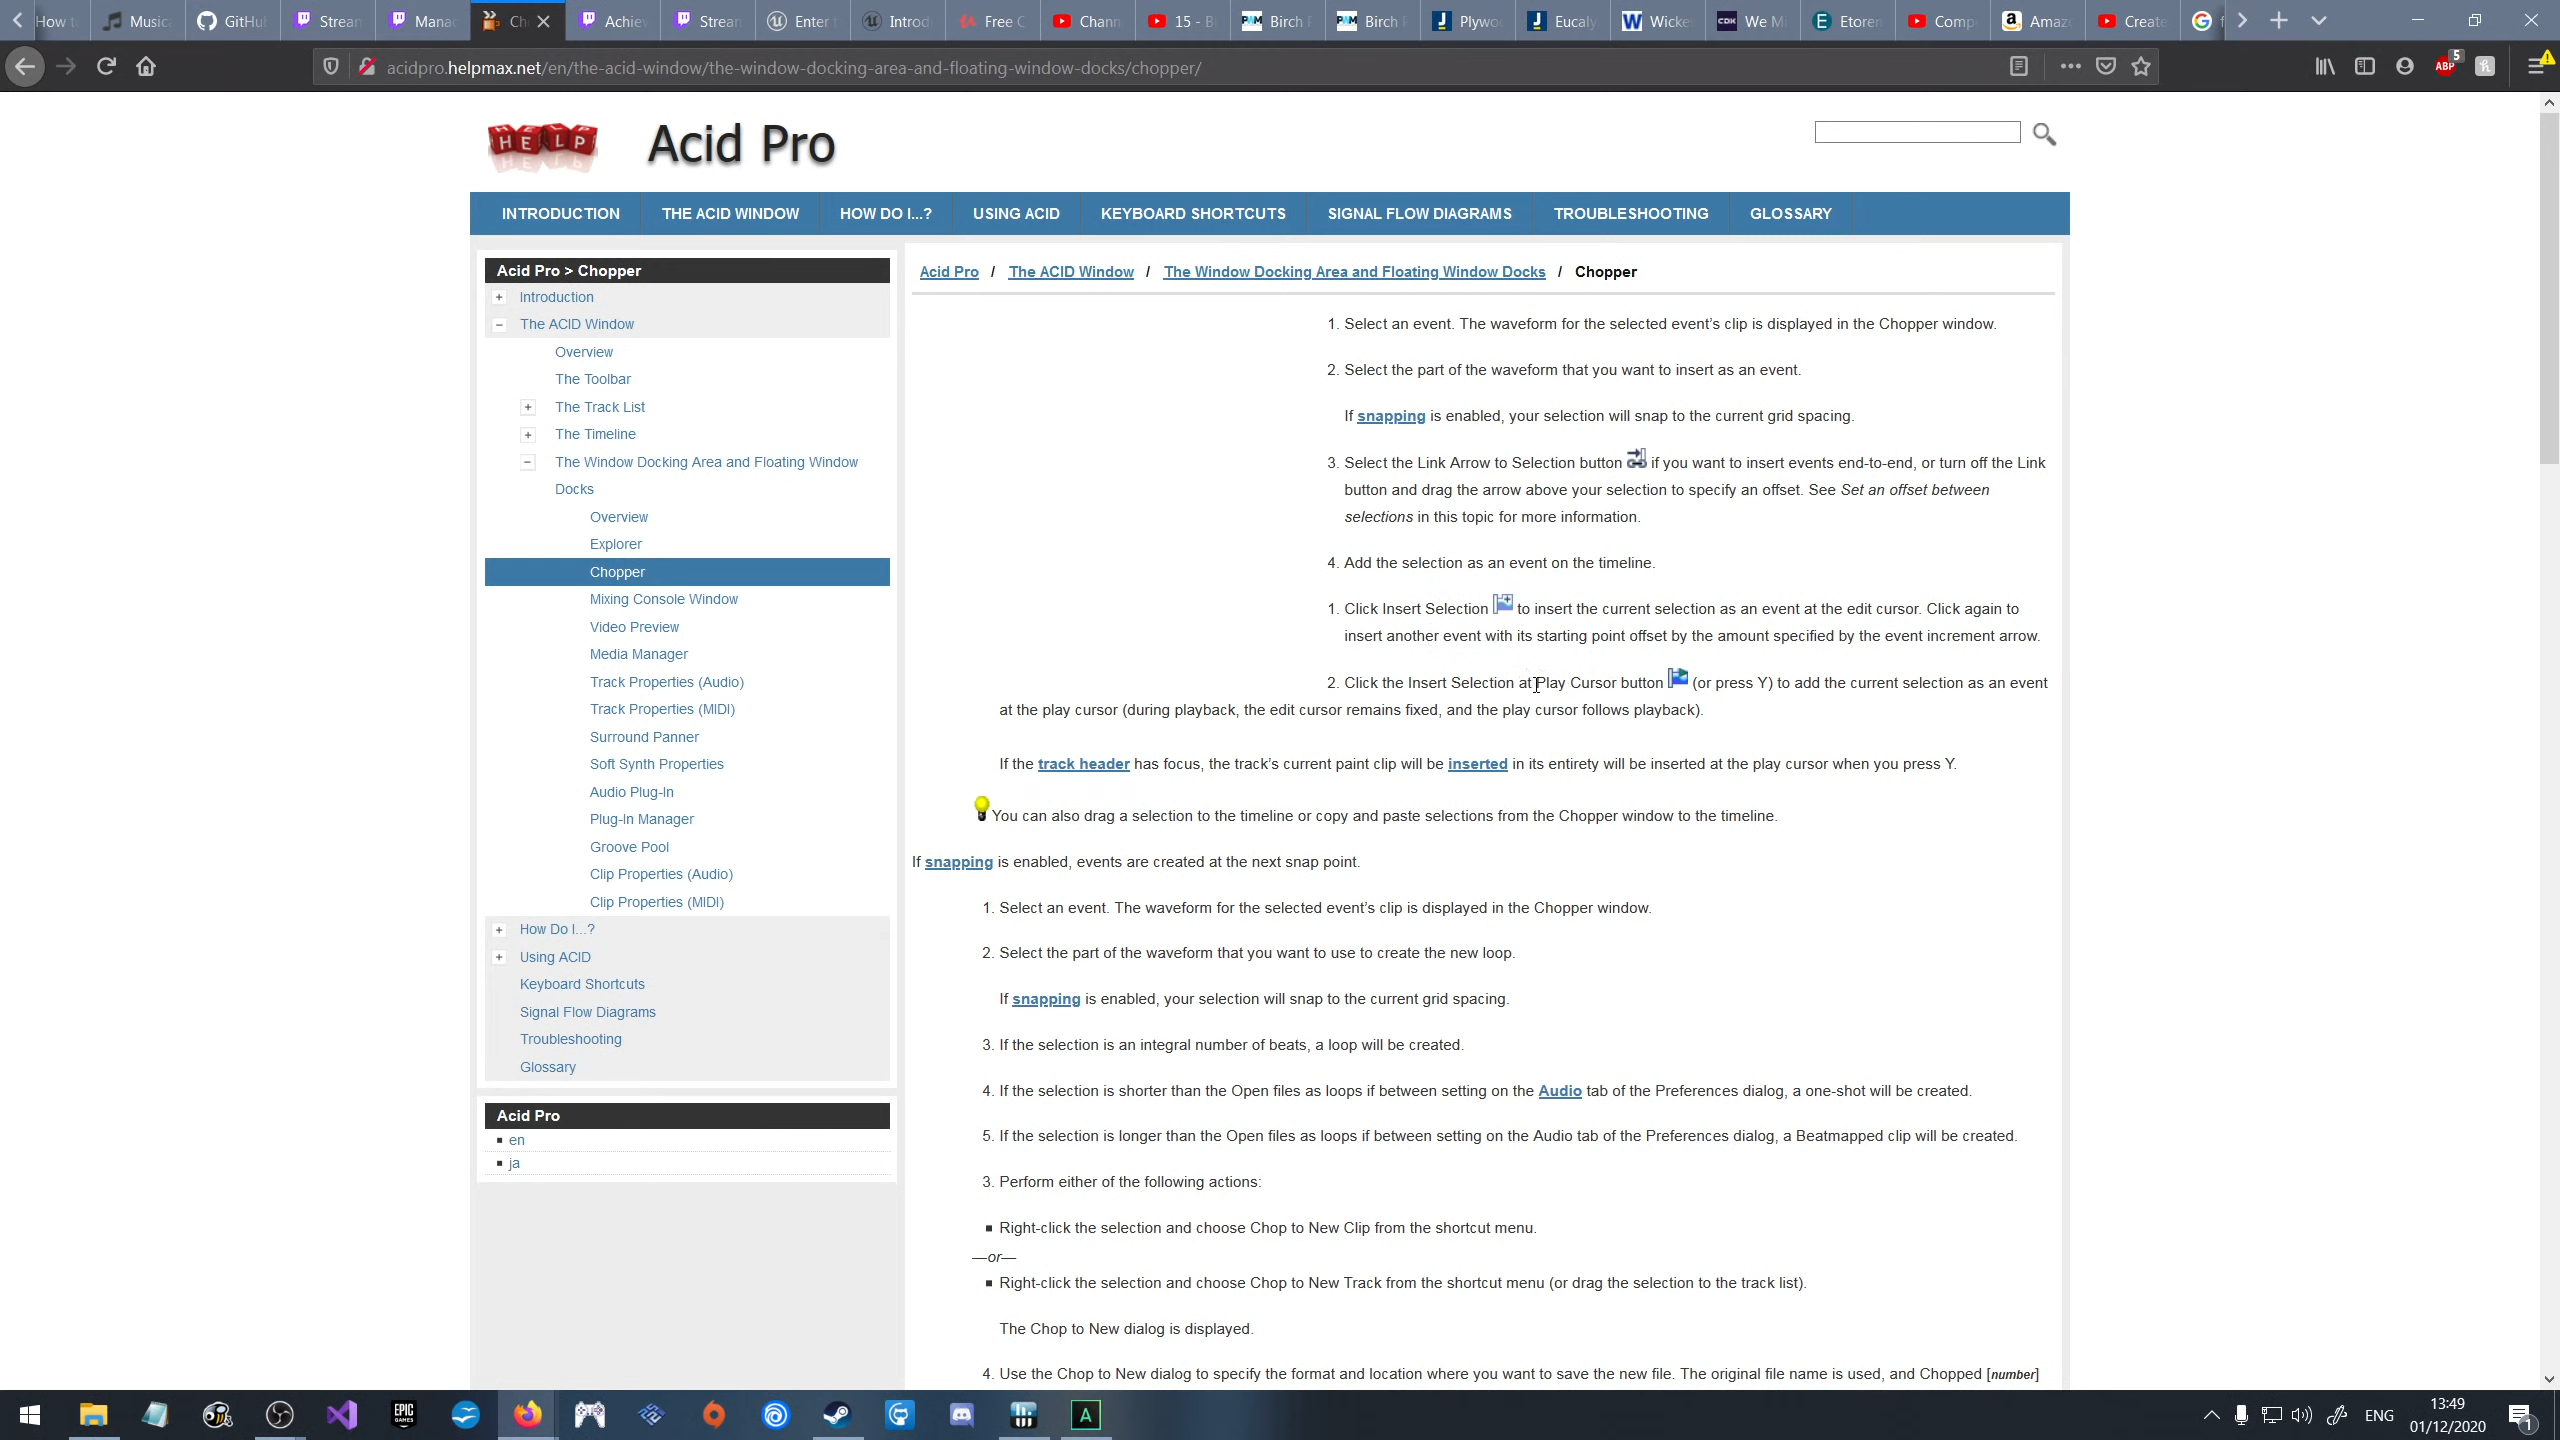 How t
Musica
GitHu
Stream
Mana
Ch
Achiev
Stream
Enter
Introd
Free C
Chann
15 - B
Birch P
Birch P
Plywo
Eucaly
Wicke
We M
Etoren
Comp
Amaz
Create
acidpro.helpmax.net/en/the-acid-window/the-window-docking-area-and-floating-window-docks/chopper/
ABP
5
HELP
Acid Pro
INTRODUCTION
THE ACID WINDOW
HOW DO I...?
USING ACID
KEYBOARD SHORTCUTS
SIGNAL FLOW DIAGRAMS
TROUBLESHOOTING
GLOSSARY
Acid Pro > Chopper
Introduction
The ACID Window
Overview
The Toolbar
The Track List
The Timeline
The Window Docking Area and Floating Window
Docks
Overview
Explorer
Chopper
Mixing Console Window
Video Preview
Media Manager
Track Properties (Audio)
Track Properties (MIDI)
Surround Panner
Soft Synth Properties
Audio Plug-In
Plug-In Manager
Groove Pool
Clip Properties (Audio)
Clip Properties (MIDI)
How Do I...?
Using ACID
Keyboard Shortcuts
Signal Flow Diagrams
Troubleshooting
Glossary
Acid Pro
en
ja
Acid Pro / The ACID Window / The Window Docking Area and Floating Window Docks / Chopper
1. Select an event. The waveform for the selected event's clip is displayed in the Chopper window.
2. Select the part of the waveform that you want to insert as an event.
If snapping is enabled, your selection will snap to the current grid spacing.
3. Select the Link Arrow to Selection button if you want to insert events end-to-end, or turn off the Link
button and drag the arrow above your selection to specify an offset. See Set an offset between
selections in this topic for more information.
4. Add the selection as an event on the timeline.
1. Click Insert Selection to insert the current selection as an event at the edit cursor. Click again to
insert another event with its starting point offset by the amount specified by the event increment arrow.
2. Click the Insert Selection at Play Cursor button (or press Y) to add the current selection as an event
at the play cursor (during playback, the edit cursor remains fixed, and the play cursor follows playback).
If the track header has focus, the track's current paint clip will be inserted in its entirety will be inserted at the play cursor when you press Y.
You can also drag a selection to the timeline or copy and paste selections from the Chopper window to the timeline.
If snapping is enabled, events are created at the next snap point.
1. Select an event. The waveform for the selected event's clip is displayed in the Chopper window.
2. Select the part of the waveform that you want to use to create the new loop.
If snapping is enabled, your selection will snap to the current grid spacing.
3. If the selection is an integral number of beats, a loop will be created.
4. If the selection is shorter than the Open files as loops if between setting on the Audio tab of the Preferences dialog, a one-shot will be created.
5. If the selection is longer than the Open files as loops if between setting on the Audio tab of the Preferences dialog, a Beatmapped clip will be created.
3. Perform either of the following actions:
Right-click the selection and choose Chop to New Clip from the shortcut menu.
—or—
Right-click the selection and choose Chop to New Track from the shortcut menu (or drag the selection to the track list).
The Chop to New dialog is displayed.
4. Use the Chop to New dialog to specify the format and location where you want to save the new file. The original file name is used, and Chopped [number]
EPIC
GAMES
A
ENG
13:49
01/12/2020
1